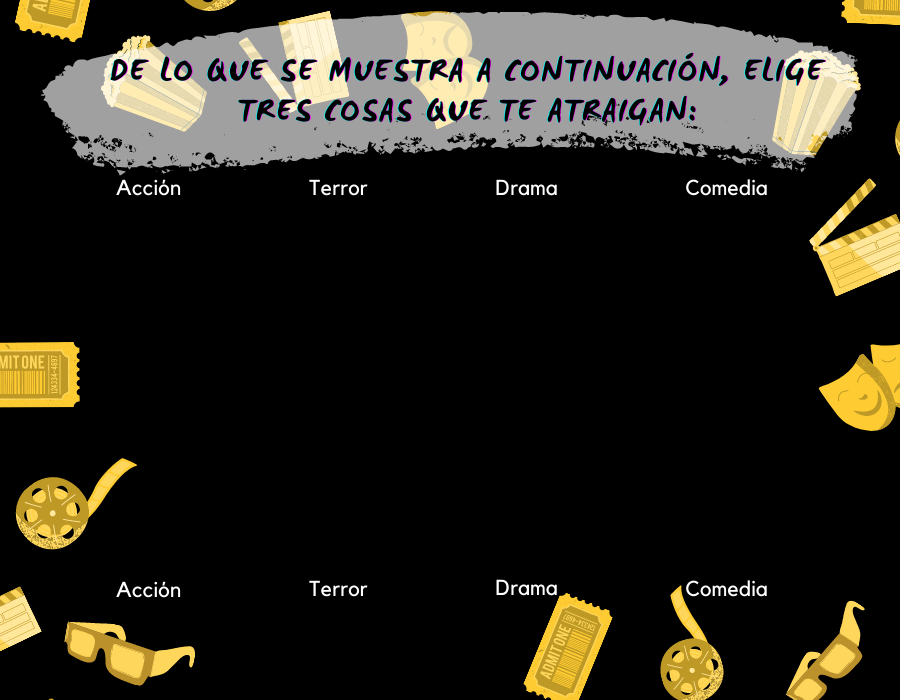 DE LO QUE SE MUESTRA A CONTINUACIÓN, ELIGE
TRES COSAS QUE TE ATRAIGAN:
Acción Terror Drama Comedia
MIT ONE
Acción Terror Drama Comedia
ADMIT ONE